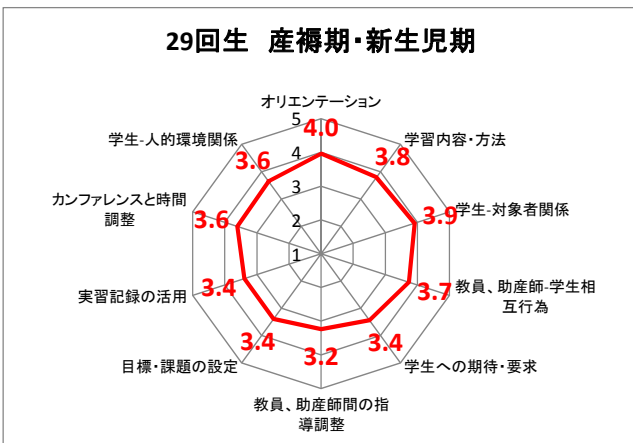 29回生 産褥期・新生児期
オリエンテーション
学習内容・方法
学生-対象者関係
教員、助産師-学生相
互行為
学生への期待・要求
教員、助産師間の指
導調整
目標・課題の設定
実習記録の活用
カンファレンスと時間
調整
学生-人的環境関係
5
4
3
2
1
4.0
3.8
3.9
3.7
3.4
3.2
3.4
3.4
3.6
3.6